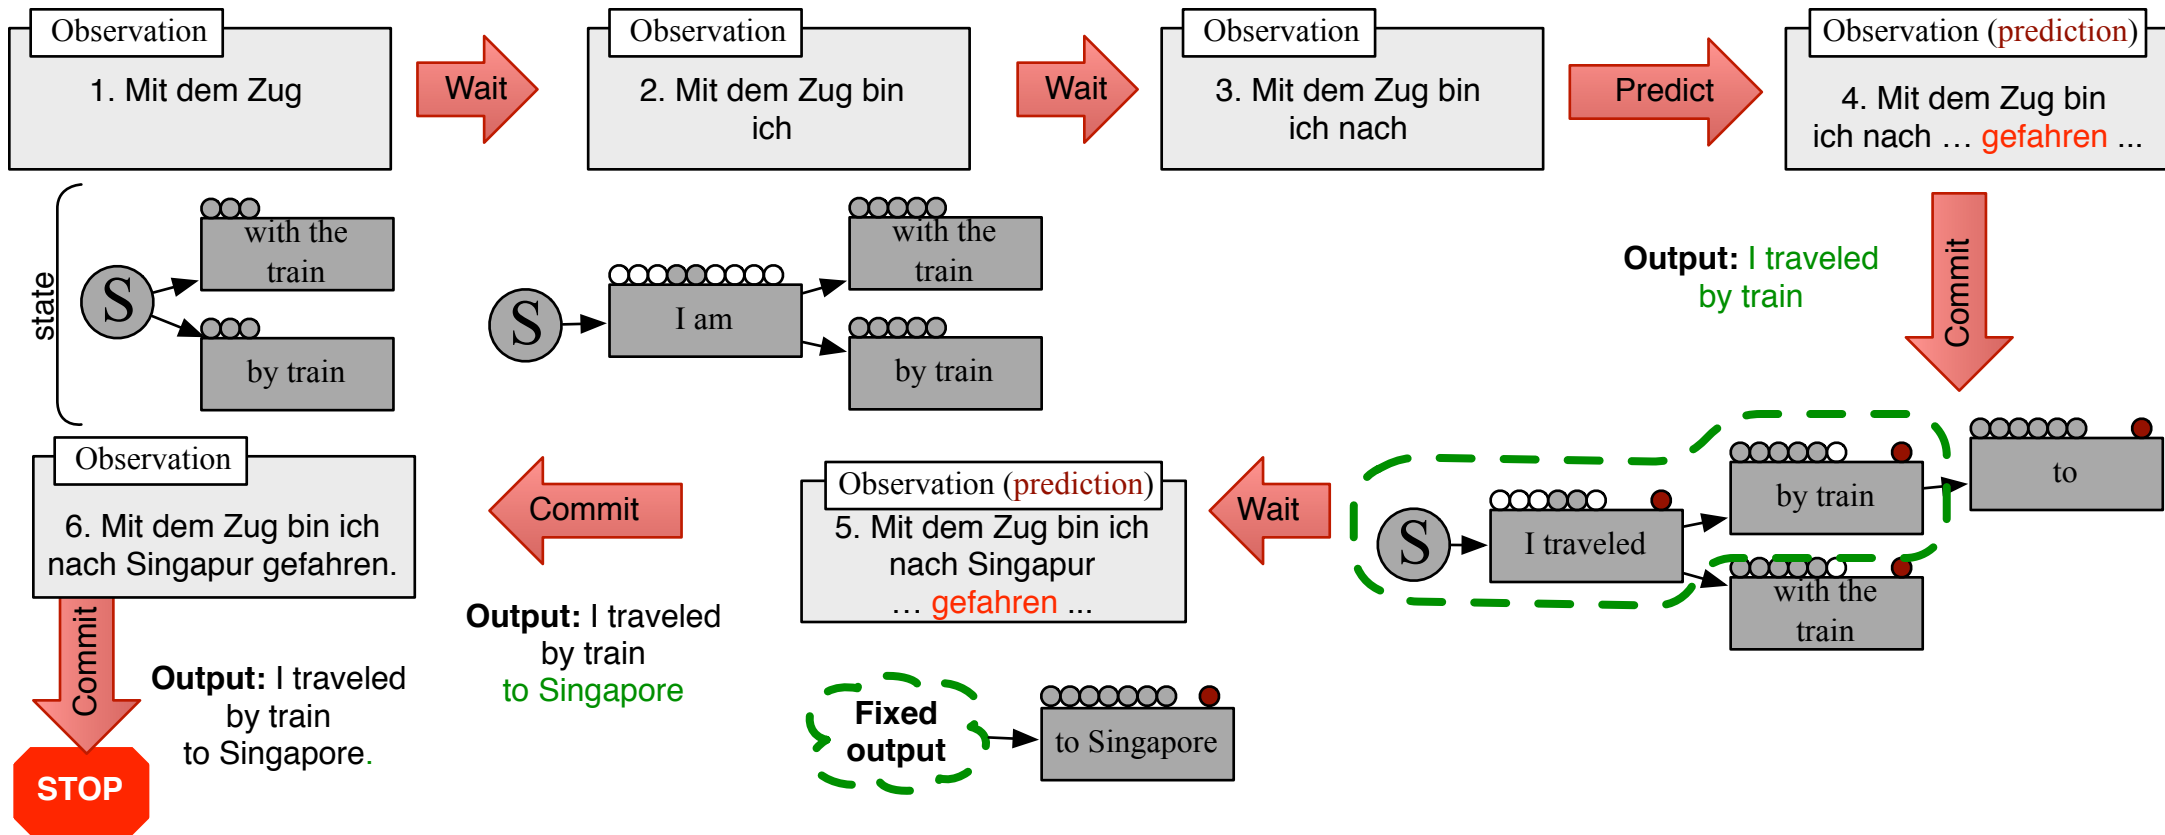 Observation
1. Mit dem Zug
Wait
Observation
2. Mit dem Zug bin
ich
Wait
Observation
3. Mit dem Zug bin
ich nach
Predict
Observation (prediction)
4. Mit dem Zug bin
ich nach … gefahren ...
state
S
with the
train
by train
S
I am
with the
train
by train
Output: I traveled
by train
Commit
S
I traveled
by train
to
with the
train
Wait
Observation (prediction)
5. Mit dem Zug bin ich
nach Singapur
… gefahren ...
Fixed
output
to Singapore
Commit
Output: I traveled
by train
to Singapore
Observation
6. Mit dem Zug bin ich
nach Singapur gefahren.
Commit
Output: I traveled
by train
to Singapore.
STOP